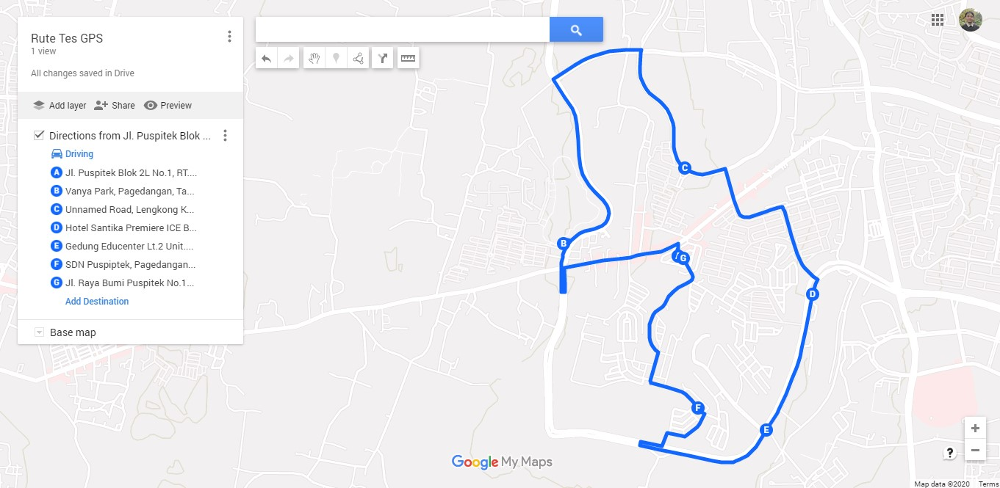 Rute Tes GPS
1 view
All changes saved in Drive
Add layer Share Preview
Directions from Jl. Puspitek Blok ...
Driving
A Jl. Puspitek Blok 2L No.1, RT....
B Vanya Park, Pagedangan, Ta...
C Unnamed Road, Lengkong K...
D Hotel Santika Premiere ICE B...
E Gedung Educenter Lt.2 Unit....
F SDN Puspiptek, Pagedangan...
G Jl. Raya Bumi Puspitek No.1...
Add Destination
Base map
C
B
G
D
F
E
Google My Maps
+
−
?
Map data ©2020 Terms